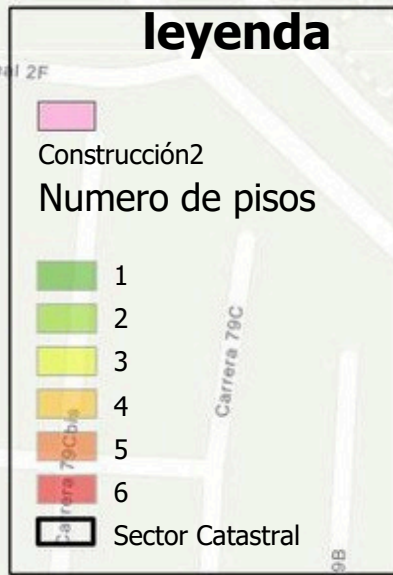 leyenda
2F
Construcción2
Numero de pisos
1
2
3
4
5
6
Sector Catastral
Carrera 79C
Carrera 79Cbis
9B